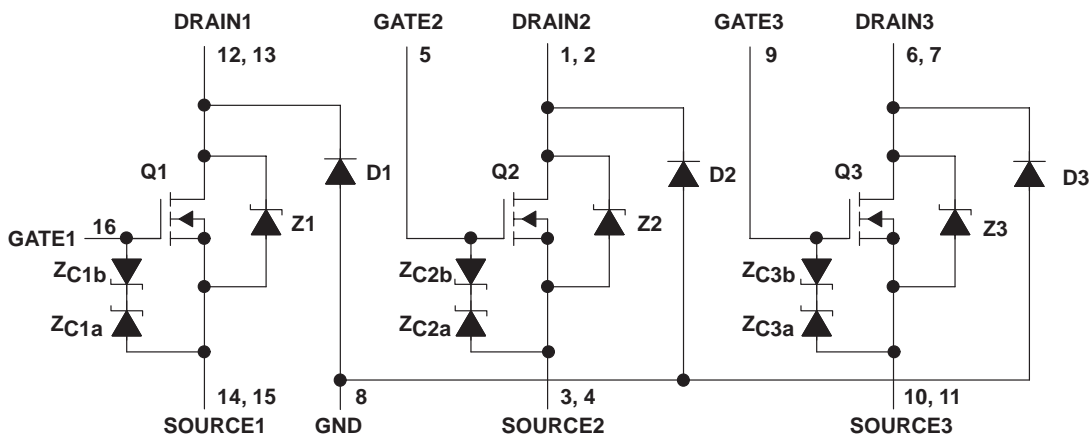 DRAIN1 GATE2 DRAIN2 GATE3 DRAIN3
12, 13 5 1, 2 9 6, 7
Q1 D1 Q2 D2 Q3 D3
16 Z1 Z2 Z3
GATE1
ZC1b ZC2b ZC3b
ZC1a ZC2a ZC3a
14, 15 8 3, 4 10, 11
SOURCE1 GND SOURCE2 SOURCE3